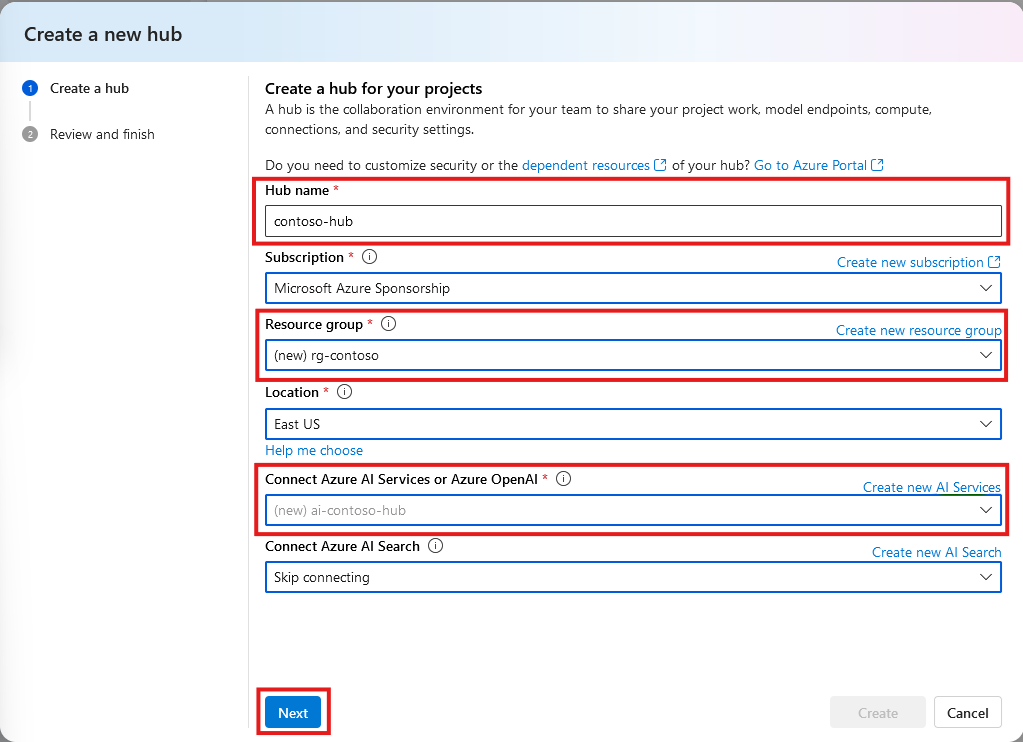 Create a new hub
1 Create a hub
2 Review and finish
Create a hub for your projects
A hub is the collaboration environment for your team to share your project work, model endpoints, compute,
connections, and security settings.
Do you need to customize security or the dependent resources of your hub? Go to Azure Portal
Hub name *
contoso-hub
Subscription *
Create new subscription
Microsoft Azure Sponsorship
Resource group *
Create new resource group
(new) rg-contoso
Location *
East US
Help me choose
Connect Azure AI Services or Azure OpenAI *
Create new AI Services
(new) ai-contoso-hub
Connect Azure AI Search
Create new AI Search
Skip connecting
Next
Create
Cancel